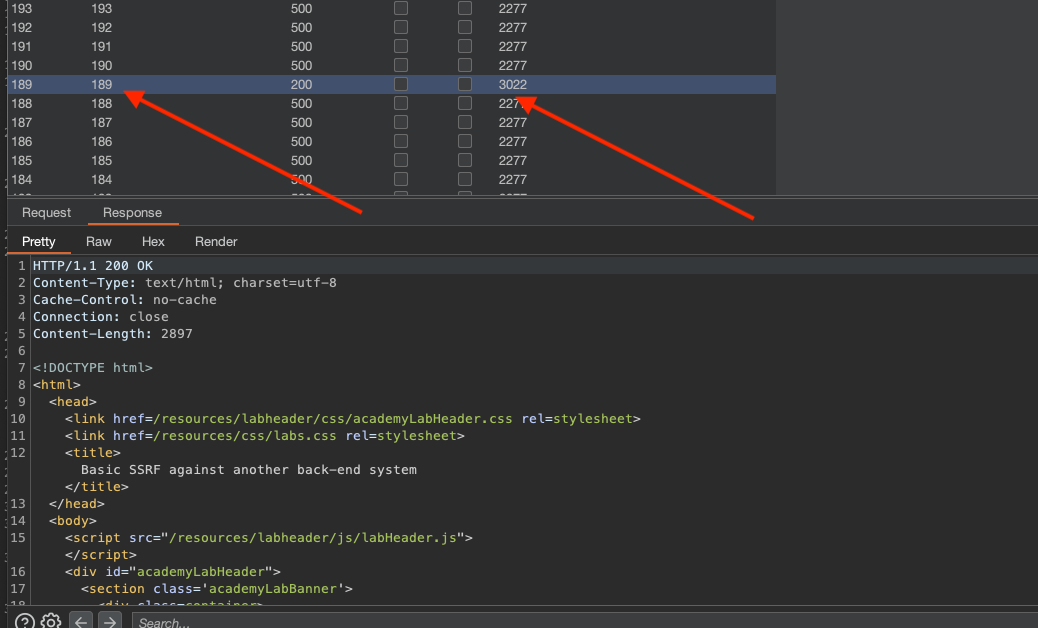 193 193 500 2277
192 192 500 2277
191 191 500 2277
190 190 500 2277
189 189 200 3022
188 188 500 2277
187 187 500 2277
186 186 500 2277
185 185 500 2277
184 184 500 2277
Request Response
Pretty Raw Hex Render
1 HTTP/1.1 200 OK
2 Content-Type: text/html; charset=utf-8
3 Cache-Control: no-cache
4 Connection: close
5 Content-Length: 2897
6
7 <!DOCTYPE html>
8 <html>
9 <head>
10 <link href=/resources/labheader/css/academyLabHeader.css rel=stylesheet>
11 <link href=/resources/css/labs.css rel=stylesheet>
12 <title>
Basic SSRF against another back-end system
</title>
13 </head>
14 <body>
15 <script src="/resources/labheader/js/labHeader.js">
</script>
16 <div id="academyLabHeader">
17 <section class='academyLabBanner'>
18 <div class=container>
Search...